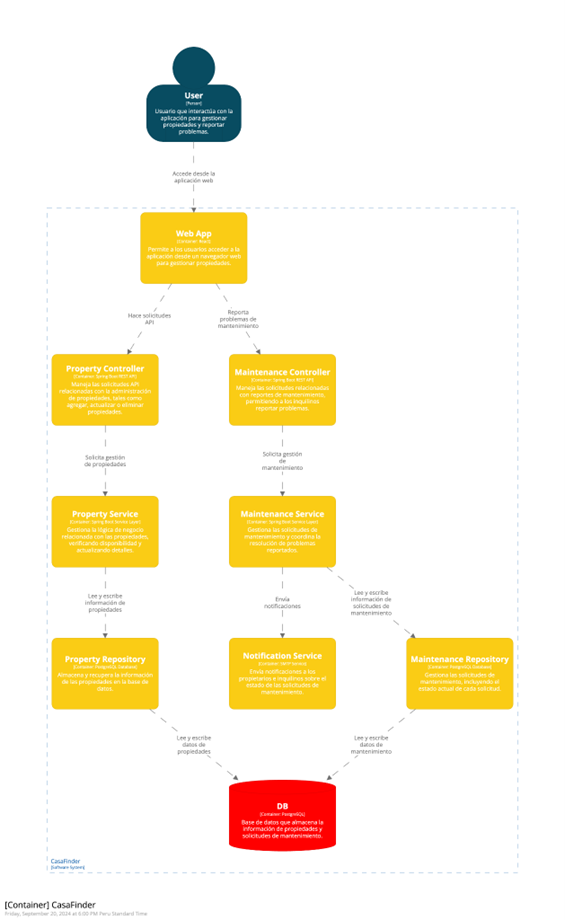 User
[Person]
Usuario que interactúa con la
aplicación para gestionar
propiedades y reportar
problemas.
Accede desde la
aplicación web
Web App
[Container: React]
Permite a los usuarios acceder a la
aplicación desde un navegador web
para gestionar propiedades.
Hace solicitudes
API
Reporta
problemas de
mantenimiento
Property Controller
[Container: Spring Boot REST API]
Maneja las solicitudes API
relacionadas con la administración
de propiedades, tales como
agregar, actualizar o eliminar
propiedades.
Maintenance Controller
[Container: Spring Boot REST API]
Maneja las solicitudes relacionadas
con reportes de mantenimiento,
permitiendo a los inquilinos
reportar problemas.
Solicita gestión
de propiedades
Solicita gestión
de
mantenimiento
Property Service
[Container: Spring Boot Service Layer]
Gestiona la lógica de negocio
relacionada con las propiedades,
verificando disponibilidad y
actualizando detalles.
Maintenance Service
[Container: Spring Boot Service Layer]
Gestiona las solicitudes de
mantenimiento y coordina la
resolución de problemas
reportados.
Lee y escribe
información de
propiedades
Envía
notificaciones
Lee y escribe
información de
solicitudes de
mantenimiento
Property Repository
[Container: PostgreSQL Database]
Almacena y recupera la información
de las propiedades en la base de
datos.
Notification Service
[Container: SMTP Service]
Envía notificaciones a los
propietarios e inquilinos sobre el
estado de las solicitudes de
mantenimiento.
Maintenance Repository
[Container: PostgreSQL Database]
Gestiona las solicitudes de
mantenimiento, incluyendo el
estado actual de cada solicitud.
Lee y escribe
datos de
propiedades
Lee y escribe
datos de
mantenimiento
DB
[Container: PostgreSQL]
Base de datos que almacena la
información de propiedades y
solicitudes de mantenimiento.
CasaFinder
[Software System]
[Container] CasaFinder
Friday, September 20, 2024 at 6:00 PM Peru Standard Time